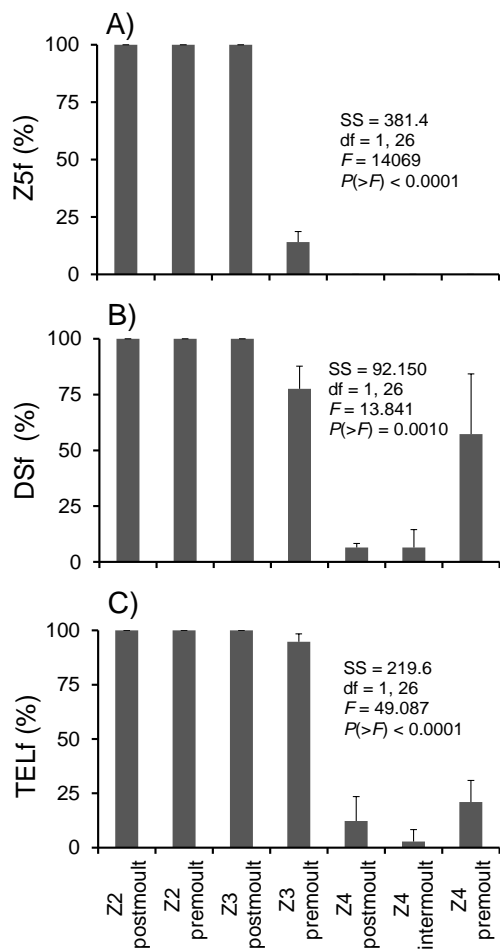 A)
100
75
50
25
0
Z5f (%)
SS = 381.4
df = 1, 26
F = 14069
P(>F) < 0.0001
B)
100
75
50
25
0
DSf (%)
SS = 92.150
df = 1, 26
F = 13.841
P(>F) = 0.0010
C)
100
75
50
25
0
TELf (%)
SS = 219.6
df = 1, 26
F = 49.087
P(>F) < 0.0001
Z2
postmoult
Z2
premoult
Z3
postmoult
Z3
premoult
Z4
postmoult
Z4
intermoult
Z4
premoult